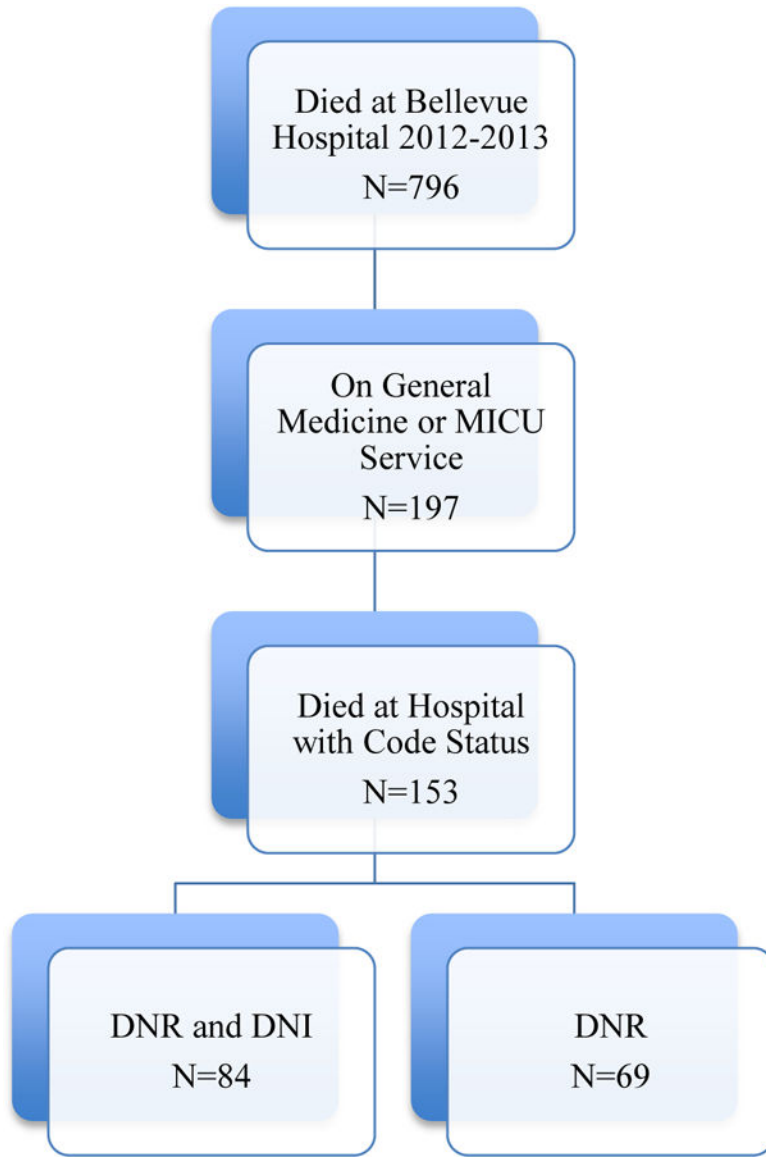 Died at Bellevue
Hospital 2012-2013
N=796
On General
Medicine or MICU
Service
N=197
Died at Hospital
with Code Status
N=153
DNR and DNI
N=84
DNR
N=69